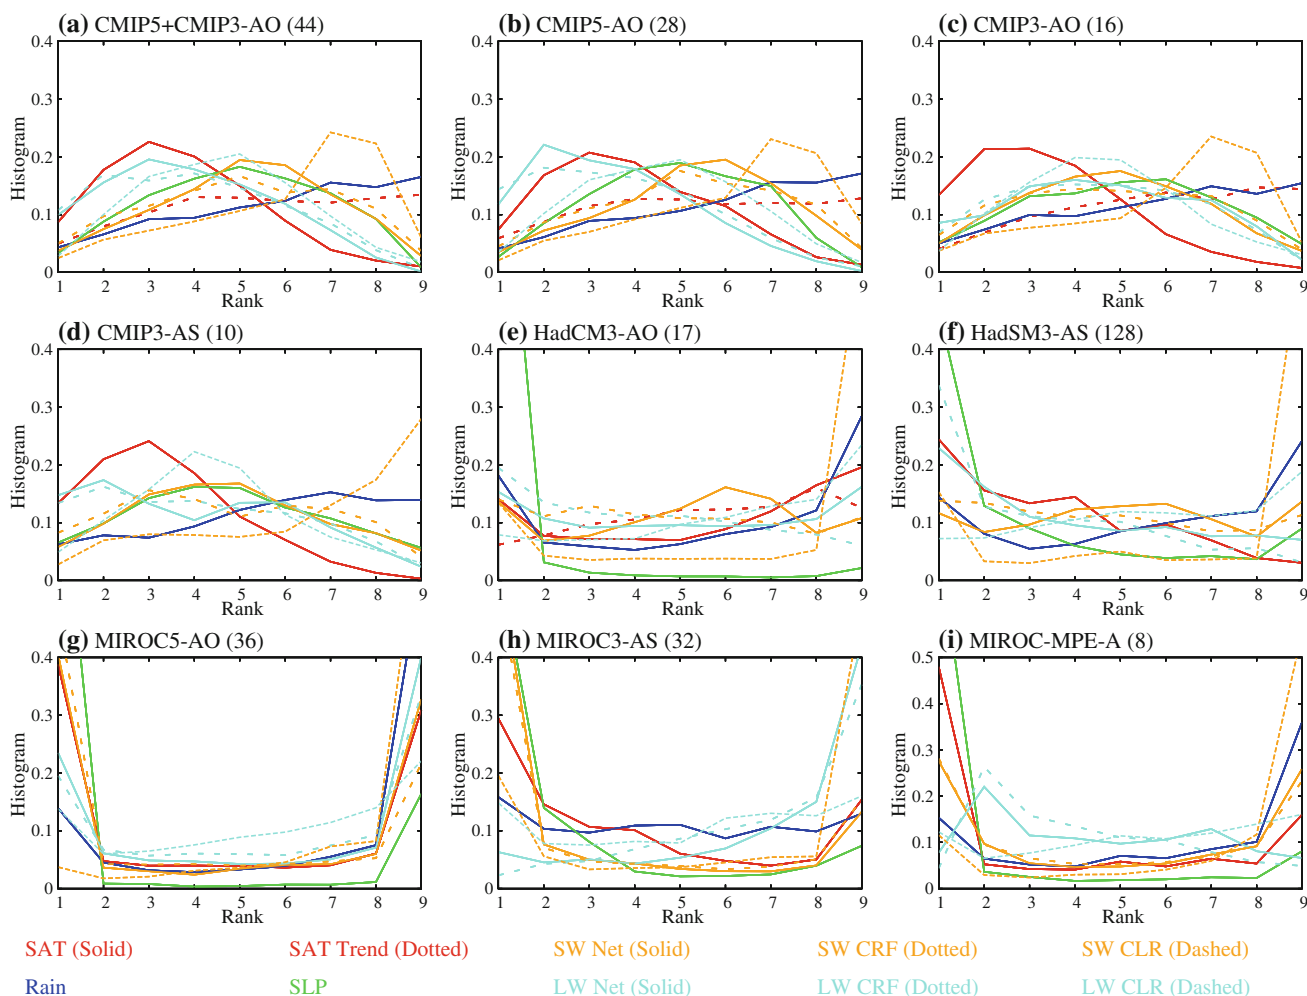 (a) CMIP5+CMIP3-AO (44)
0.4
0.3
0.2
0.1
0
Histogram
1 2 3 4 5 6 7 8 9
Rank
(b) CMIP5-AO (28)
0.4
0.3
0.2
0.1
0
Histogram
1 2 3 4 5 6 7 8 9
Rank
(c) CMIP3-AO (16)
0.4
0.3
0.2
0.1
0
Histogram
1 2 3 4 5 6 7 8 9
Rank
(d) CMIP3-AS (10)
0.4
0.3
0.2
0.1
0
Histogram
1 2 3 4 5 6 7 8 9
Rank
(e) HadCM3-AO (17)
0.4
0.3
0.2
0.1
0
Histogram
1 2 3 4 5 6 7 8 9
Rank
(f) HadSM3-AS (128)
0.4
0.3
0.2
0.1
0
Histogram
1 2 3 4 5 6 7 8 9
Rank
(g) MIROC5-AO (36)
0.4
0.3
0.2
0.1
0
Histogram
1 2 3 4 5 6 7 8 9
Rank
(h) MIROC3-AS (32)
0.4
0.3
0.2
0.1
0
Histogram
1 2 3 4 5 6 7 8 9
Rank
(i) MIROC-MPE-A (8)
0.5
0.4
0.3
0.2
0.1
0
Histogram
1 2 3 4 5 6 7 8 9
Rank
SAT (Solid) SAT Trend (Dotted) SW Net (Solid) SW CRF (Dotted) SW CLR (Dashed)
Rain SLP LW Net (Solid) LW CRF (Dotted) LW CLR (Dashed)